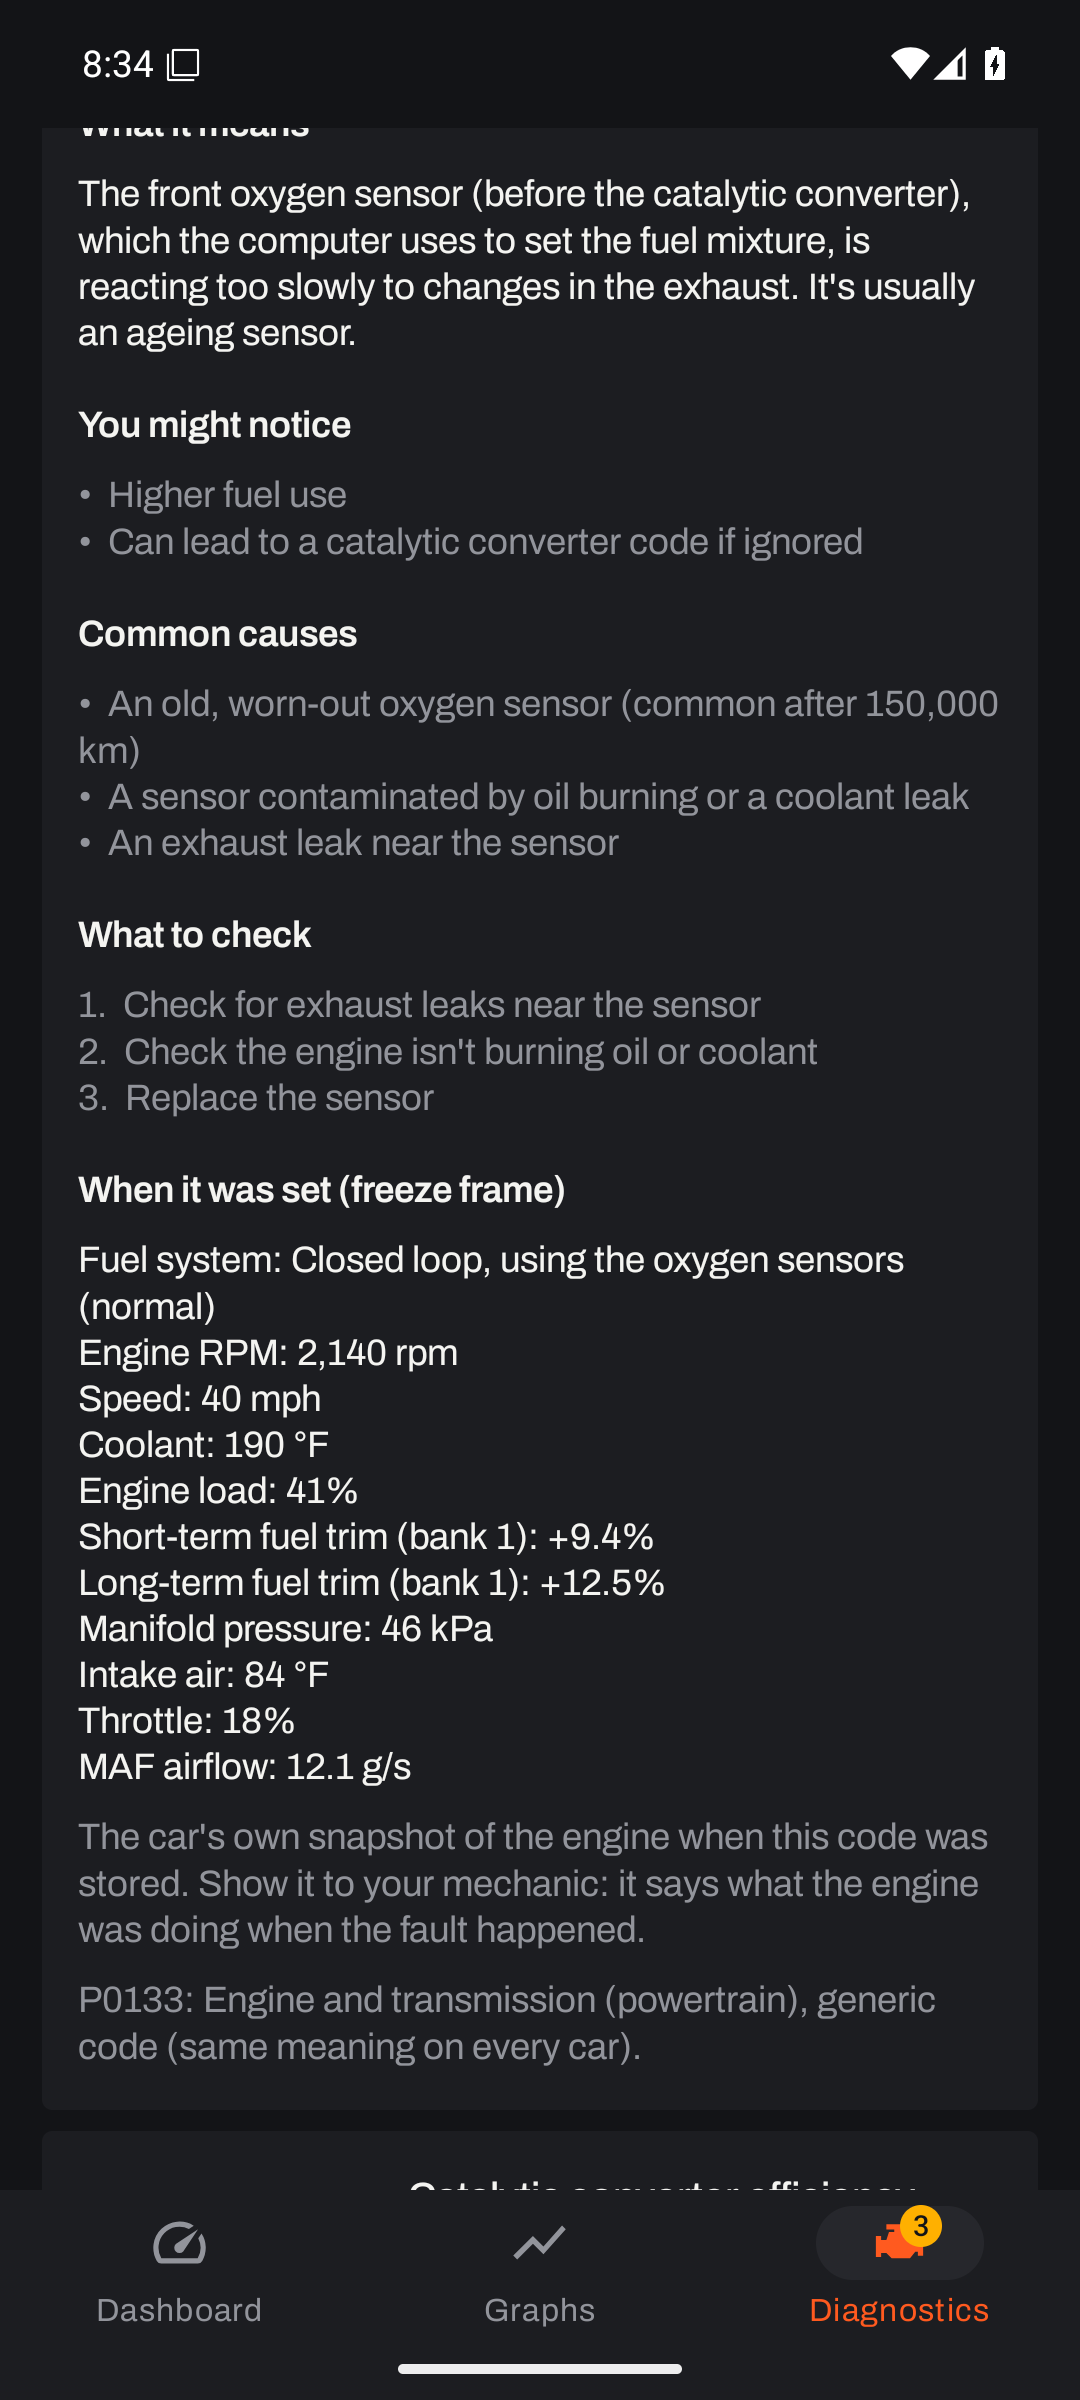 8:34
What it means
The front oxygen sensor (before the catalytic converter),
which the computer uses to set the fuel mixture, is
reacting too slowly to changes in the exhaust. It's usually
an ageing sensor.
You might notice
• Higher fuel use
• Can lead to a catalytic converter code if ignored
Common causes
• An old, worn-out oxygen sensor (common after 150,000
km)
• A sensor contaminated by oil burning or a coolant leak
• An exhaust leak near the sensor
What to check
1. Check for exhaust leaks near the sensor
2. Check the engine isn't burning oil or coolant
3. Replace the sensor
When it was set (freeze frame)
Fuel system: Closed loop, using the oxygen sensors
(normal)
Engine RPM: 2,140 rpm
Speed: 40 mph
Coolant: 190 °F
Engine load: 41%
Short-term fuel trim (bank 1): +9.4%
Long-term fuel trim (bank 1): +12.5%
Manifold pressure: 46 kPa
Intake air: 84 °F
Throttle: 18%
MAF airflow: 12.1 g/s
The car's own snapshot of the engine when this code was
stored. Show it to your mechanic: it says what the engine
was doing when the fault happened.
P0133: Engine and transmission (powertrain), generic
code (same meaning on every car).
Catalytic converter efficiency
3
Dashboard
Graphs
Diagnostics